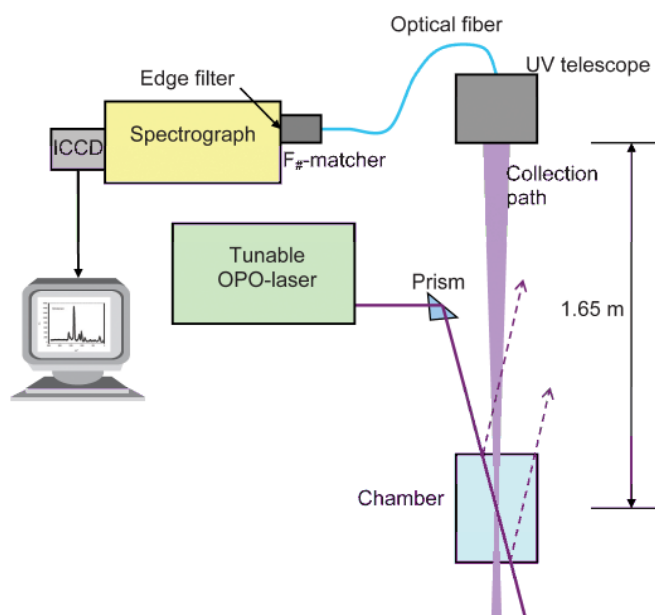 Optical fiber
UV telescope
Edge filter
Spectrograph
ICCD
F#-matcher
Collection
path
Tunable
OPO-laser
Prism
1.65 m
Chamber